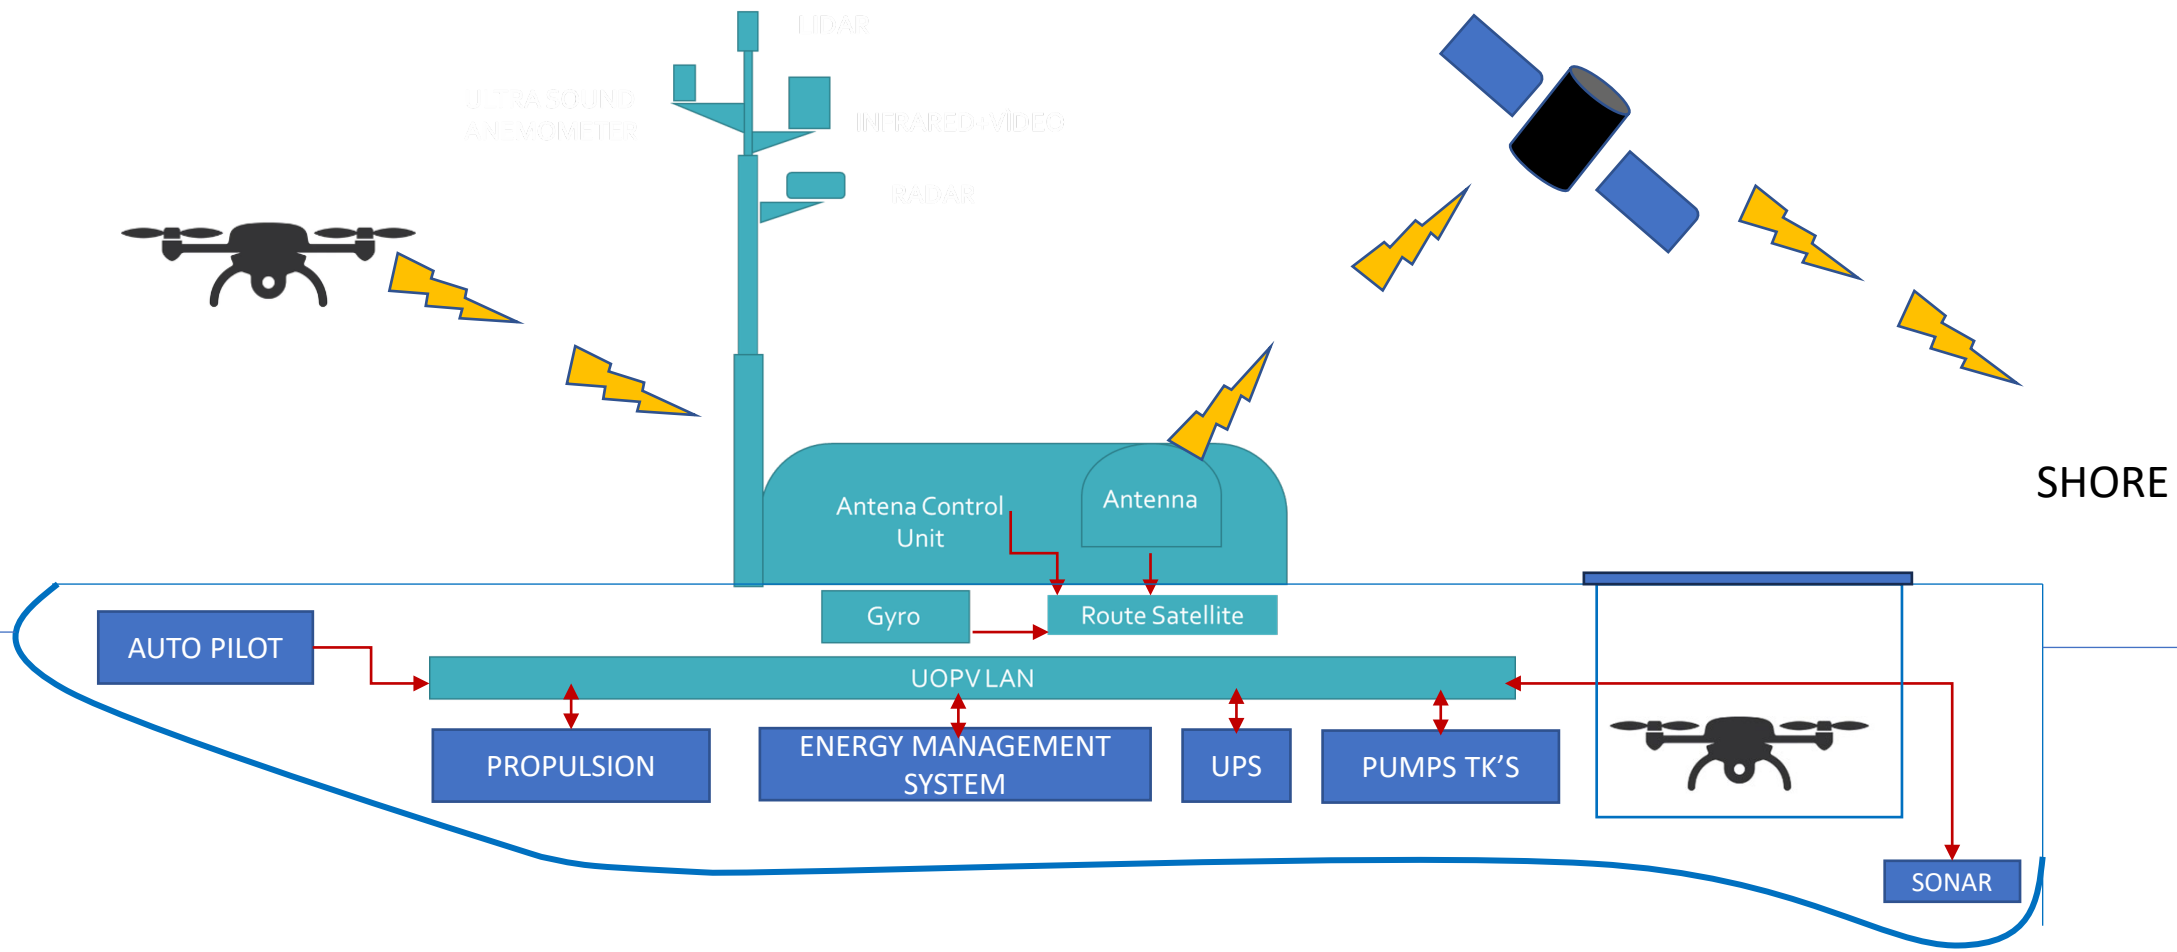 LIDAR
ULTRA SOUND
ANEMOMETER
INFRARED+VÍDEO
RADAR
SHORE
Antena Control
Unit
Antenna
Gyro
Route Satellite
AUTO PILOT
UOPV LAN
PROPULSION
ENERGY MANAGEMENT
SYSTEM
UPS
PUMPS TK’S
SONAR